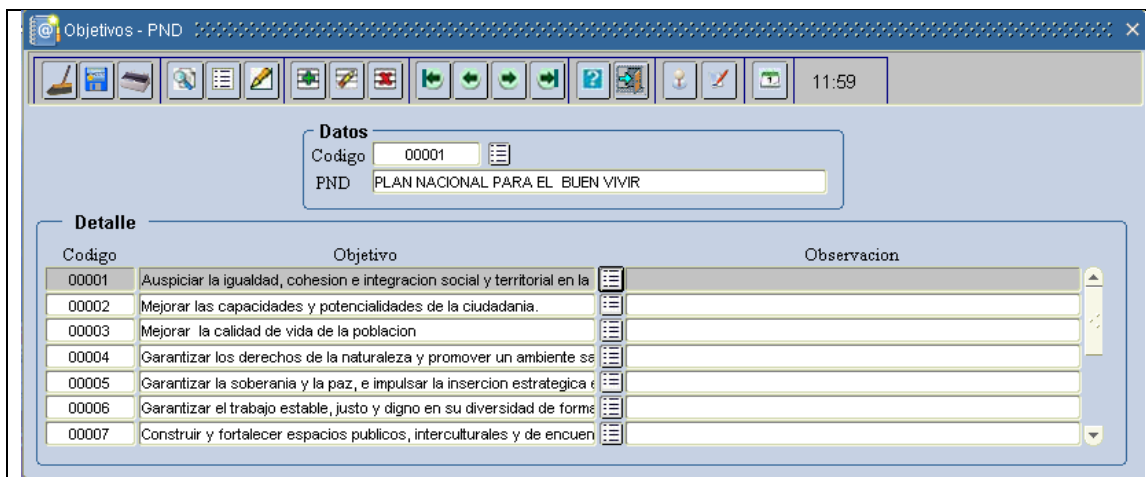 Objetivos - PND
11:59
Datos
Codigo 00001
PND PLAN NACIONAL PARA EL BUEN VIVIR
Detalle
Codigo Objetivo Observacion
00001 Auspiciar la igualdad, cohesion e integracion social y territorial en la
00002 Mejorar las capacidades y potencialidades de la ciudadania.
00003 Mejorar la calidad de vida de la poblacion
00004 Garantizar los derechos de la naturaleza y promover un ambiente sa
00005 Garantizar la soberania y la paz, e impulsar la insercion estrategica e
00006 Garantizar el trabajo estable, justo y digno en su diversidad de forma
00007 Construir y fortalecer espacios publicos, interculturales y de encuen